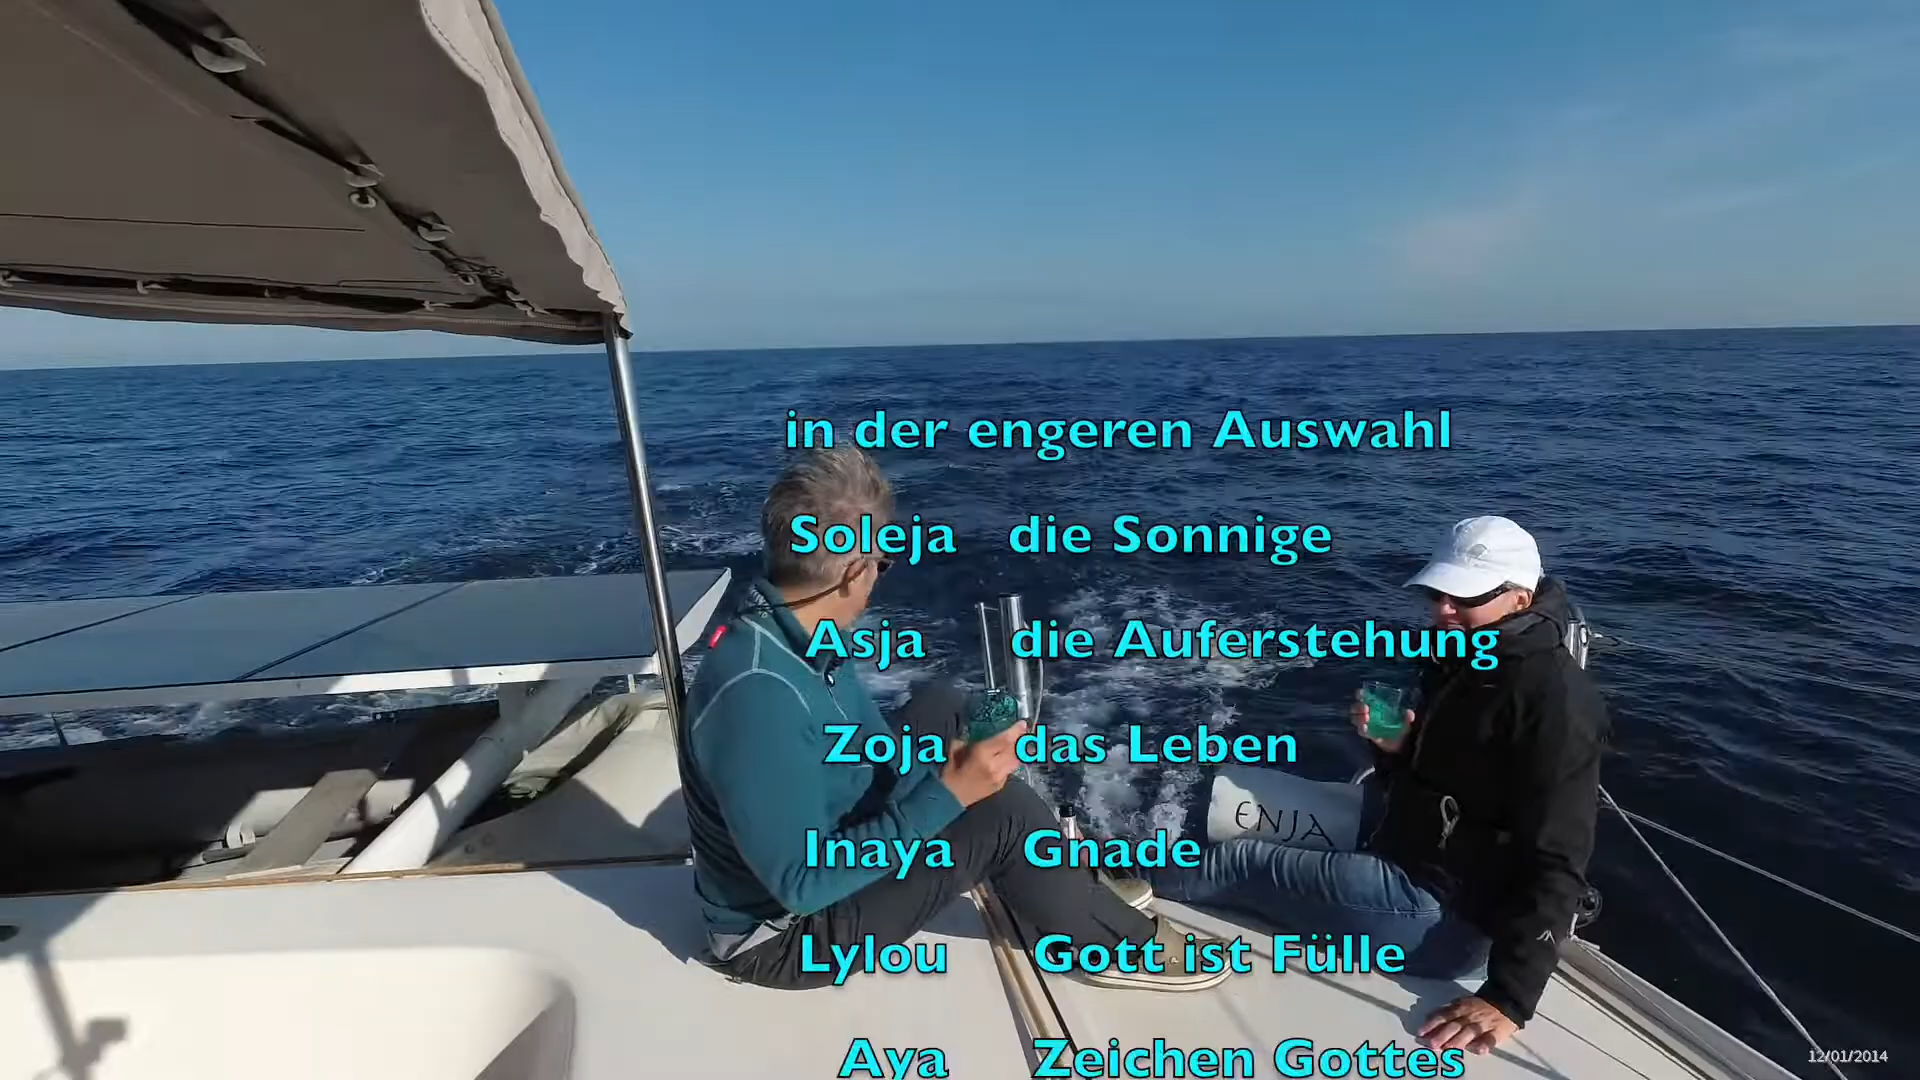 in der engeren Auswahl
Soleja die Sonnige
Asja die Auferstehung
Zoja das Leben
ENJA
Inaya Gnade
Lylou Gott ist Fülle
Aya Zeichen Gottes
12/01/2014